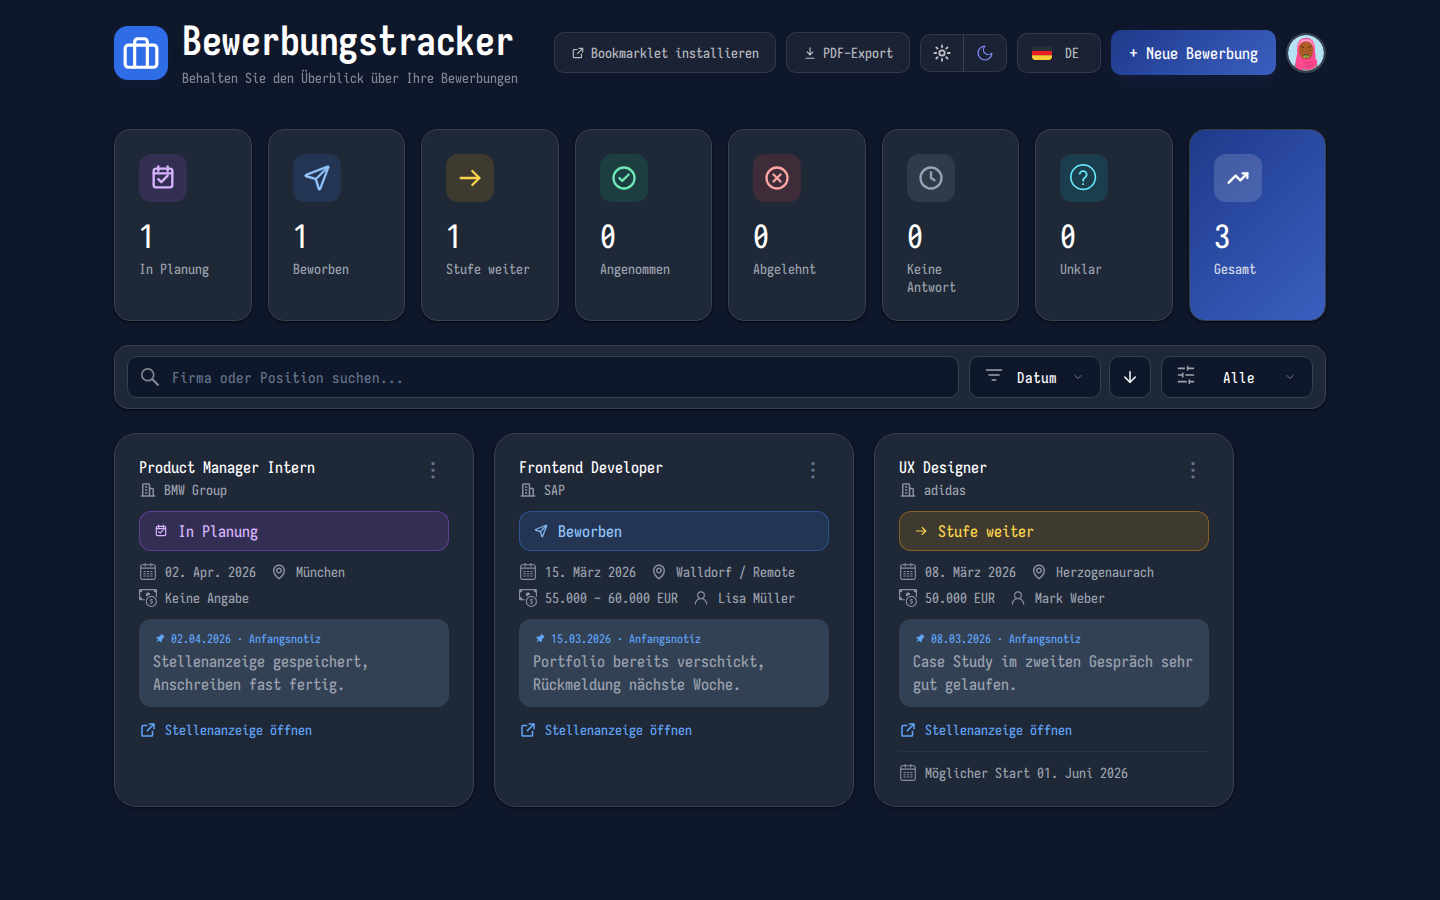 Bewerbungstracker
Behalten Sie den Überblick über Ihre Bewerbungen
Bookmarklet installieren
PDF-Export
DE
+ Neue Bewerbung
1
In Planung
1
Beworben
1
Stufe weiter
0
Angenommen
0
Abgelehnt
0
Keine
Antwort
0
Unklar
3
Gesamt
Firma oder Position suchen...
Datum
Alle
Product Manager Intern
BMW Group
In Planung
02. Apr. 2026
München
Keine Angabe
02.04.2026 · Anfangsnotiz
Stellenanzeige gespeichert,
Anschreiben fast fertig.
Stellenanzeige öffnen
Frontend Developer
SAP
Beworben
15. März 2026
Walldorf / Remote
55.000 – 60.000 EUR
Lisa Müller
15.03.2026 · Anfangsnotiz
Portfolio bereits verschickt,
Rückmeldung nächste Woche.
Stellenanzeige öffnen
UX Designer
adidas
Stufe weiter
08. März 2026
Herzogenaurach
50.000 EUR
Mark Weber
08.03.2026 · Anfangsnotiz
Case Study im zweiten Gespräch sehr
gut gelaufen.
Stellenanzeige öffnen
Möglicher Start 01. Juni 2026